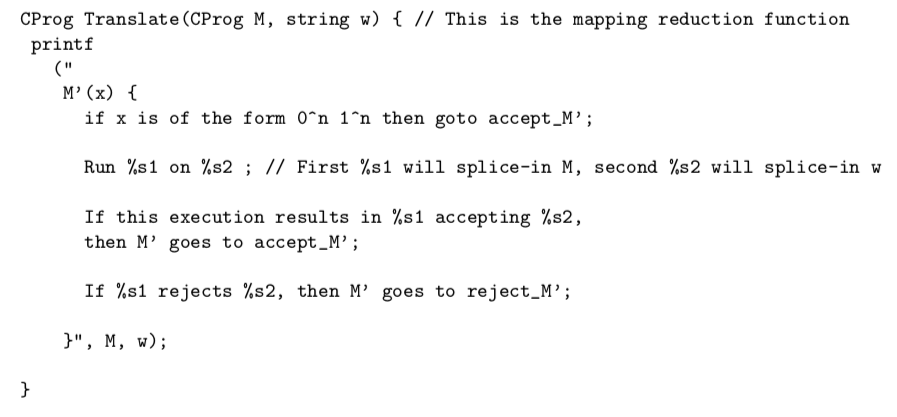 CProg Translate(CProg M, string w) { // This is the mapping reduction function
printf
("
M’(x) {
if x is of the form 0^n 1^n then goto accept_M’;
Run %s1 on %s2 ; // First %s1 will splice-in M, second %s2 will splice-in w
If this execution results in %s1 accepting %s2,
then M’ goes to accept_M’;
If %s1 rejects %s2, then M’ goes to reject_M’;
}", M, w);
}